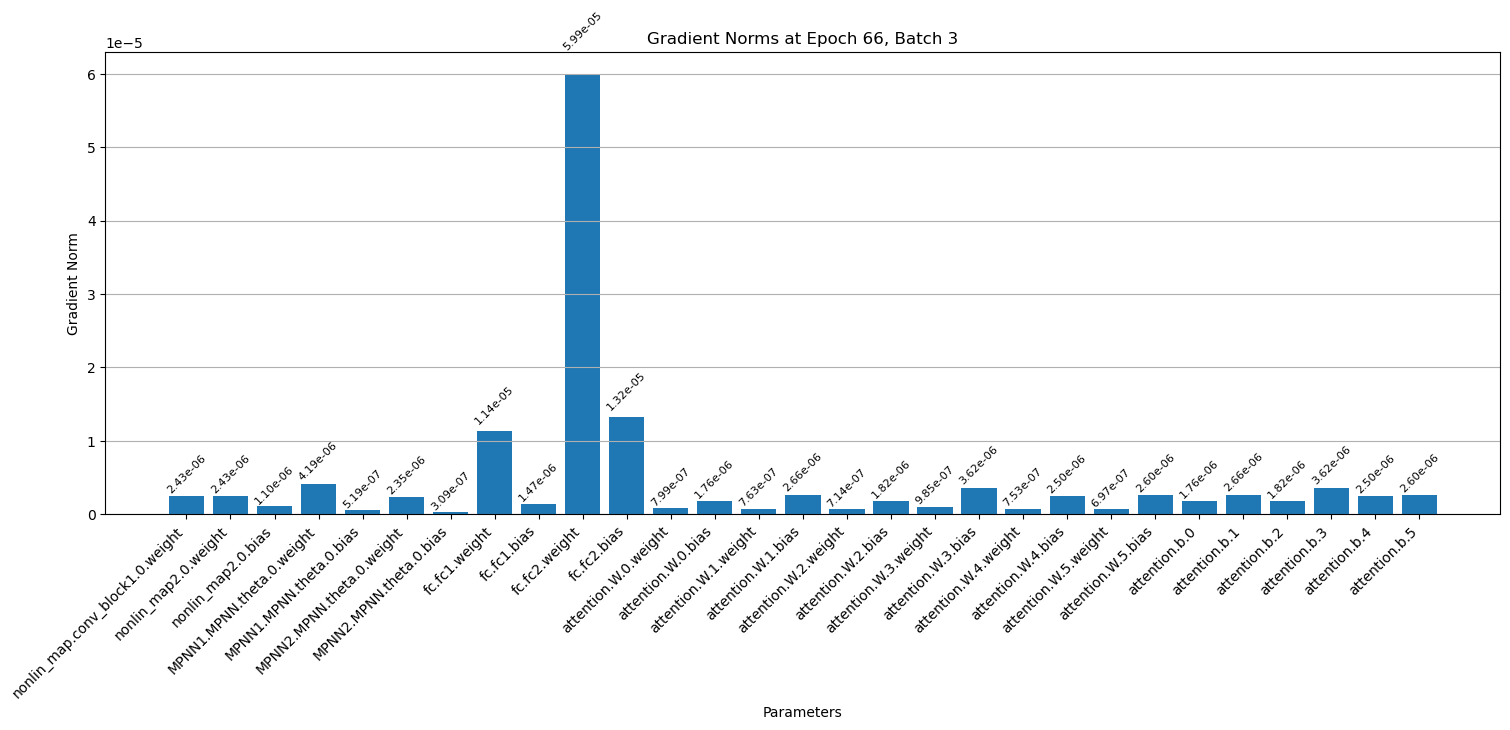 Gradient Norms at Epoch 66, Batch 3
1e−5
Gradient Norm
6
5
4
3
2
1
0
2.43e-06
2.43e-06
1.10e-06
4.19e-06
5.19e-07
2.35e-06
3.09e-07
1.14e-05
1.47e-06
5.99e-05
1.32e-05
7.99e-07
1.76e-06
7.63e-07
2.66e-06
7.14e-07
1.82e-06
9.85e-07
3.62e-06
7.53e-07
2.50e-06
6.97e-07
2.60e-06
1.76e-06
2.66e-06
1.82e-06
3.62e-06
2.50e-06
2.60e-06
nonlin_map.conv_block1.0.weight
nonlin_map2.0.weight
nonlin_map2.0.bias
MPNN1.MPNN.theta.0.weight
MPNN1.MPNN.theta.0.bias
MPNN2.MPNN.theta.0.weight
MPNN2.MPNN.theta.0.bias
fc.fc1.weight
fc.fc1.bias
fc.fc2.weight
fc.fc2.bias
attention.W.0.weight
attention.W.0.bias
attention.W.1.weight
attention.W.1.bias
attention.W.2.weight
attention.W.2.bias
attention.W.3.weight
attention.W.3.bias
attention.W.4.weight
attention.W.4.bias
attention.W.5.weight
attention.W.5.bias
attention.b.0
attention.b.1
attention.b.2
attention.b.3
attention.b.4
attention.b.5
Parameters